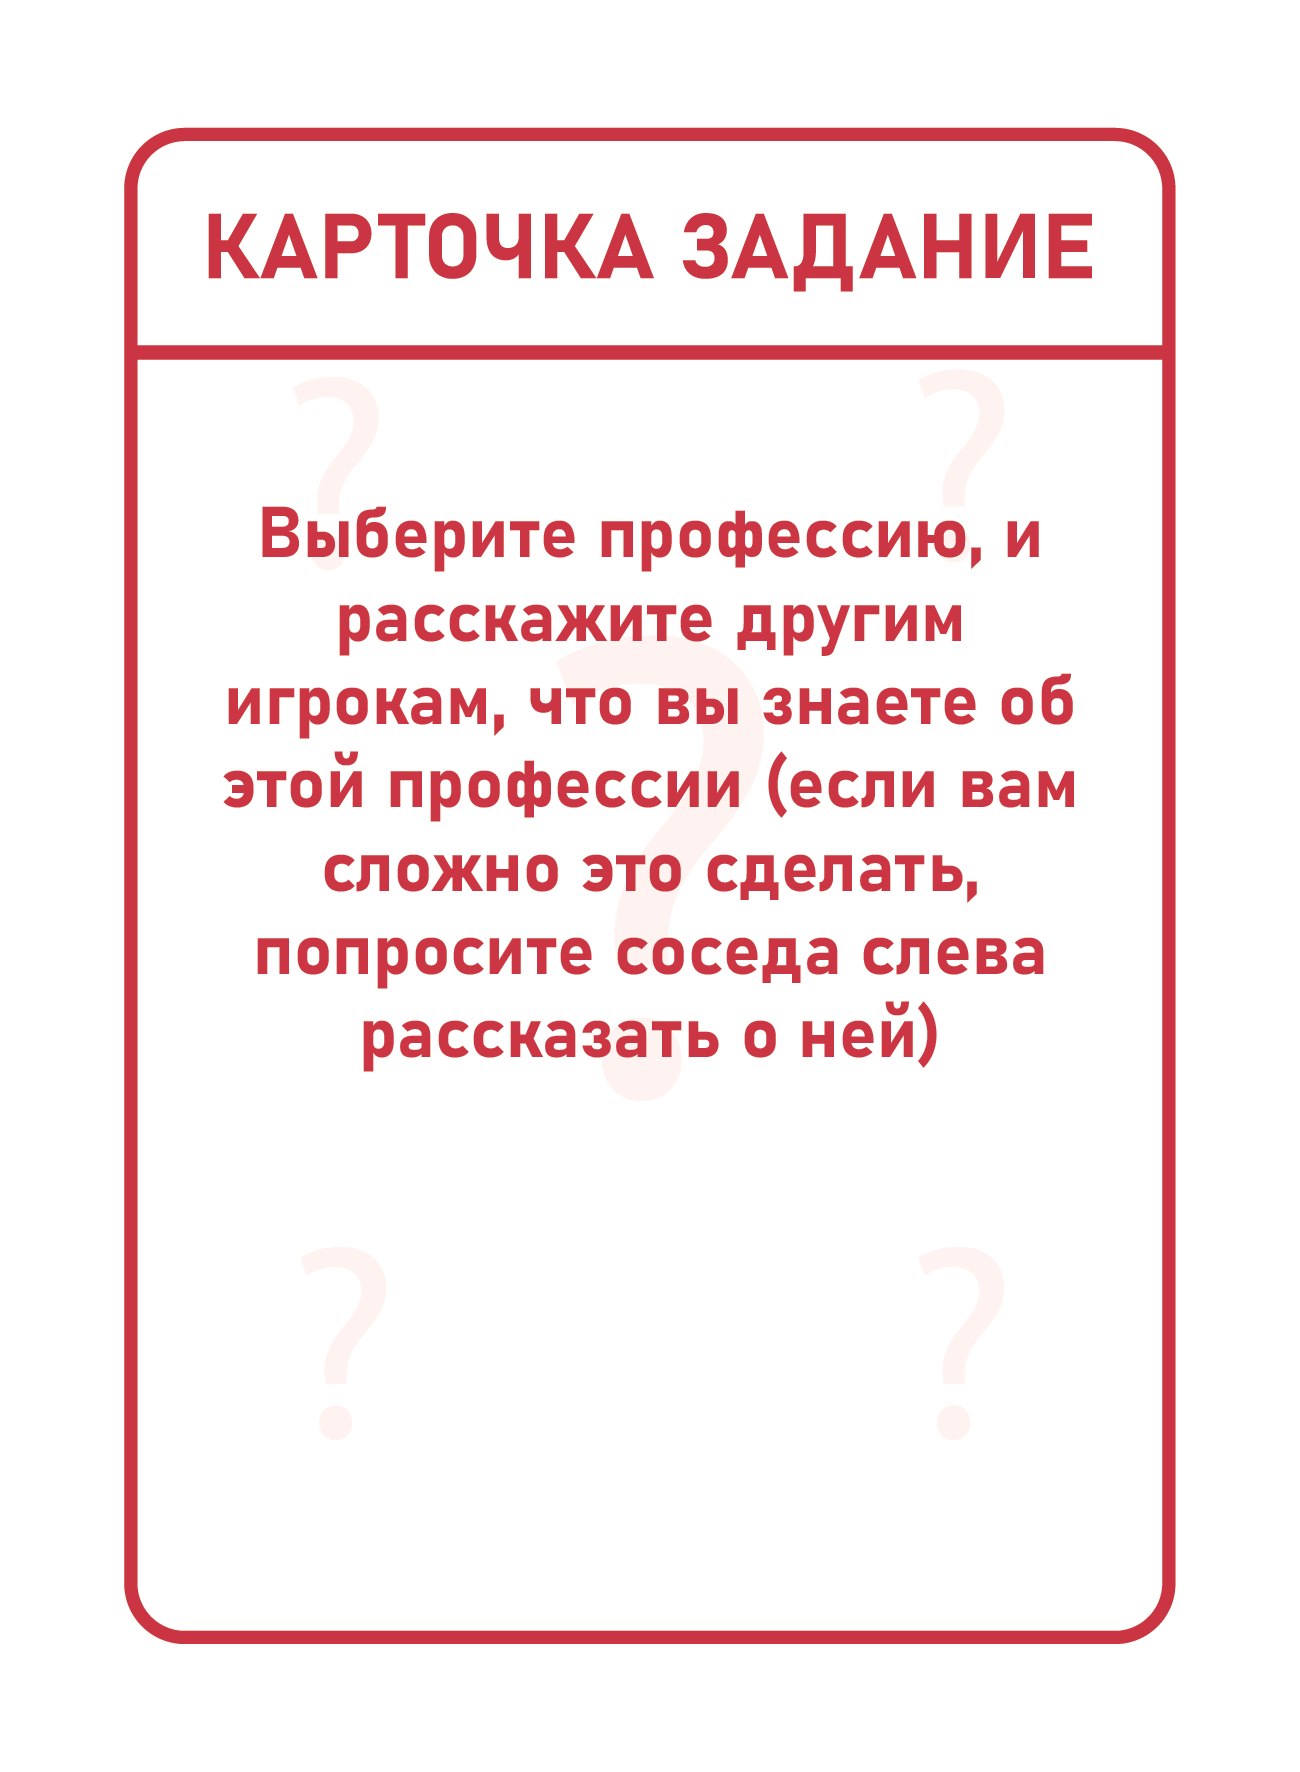 КАРТОЧКА ЗАДАНИЕ
Выберите профессию, и
расскажите другим
игрокам, что вы знаете об
этой профессии (если вам
сложно это сделать,
попросите соседа слева
рассказать о ней)
? ?
?
? ?